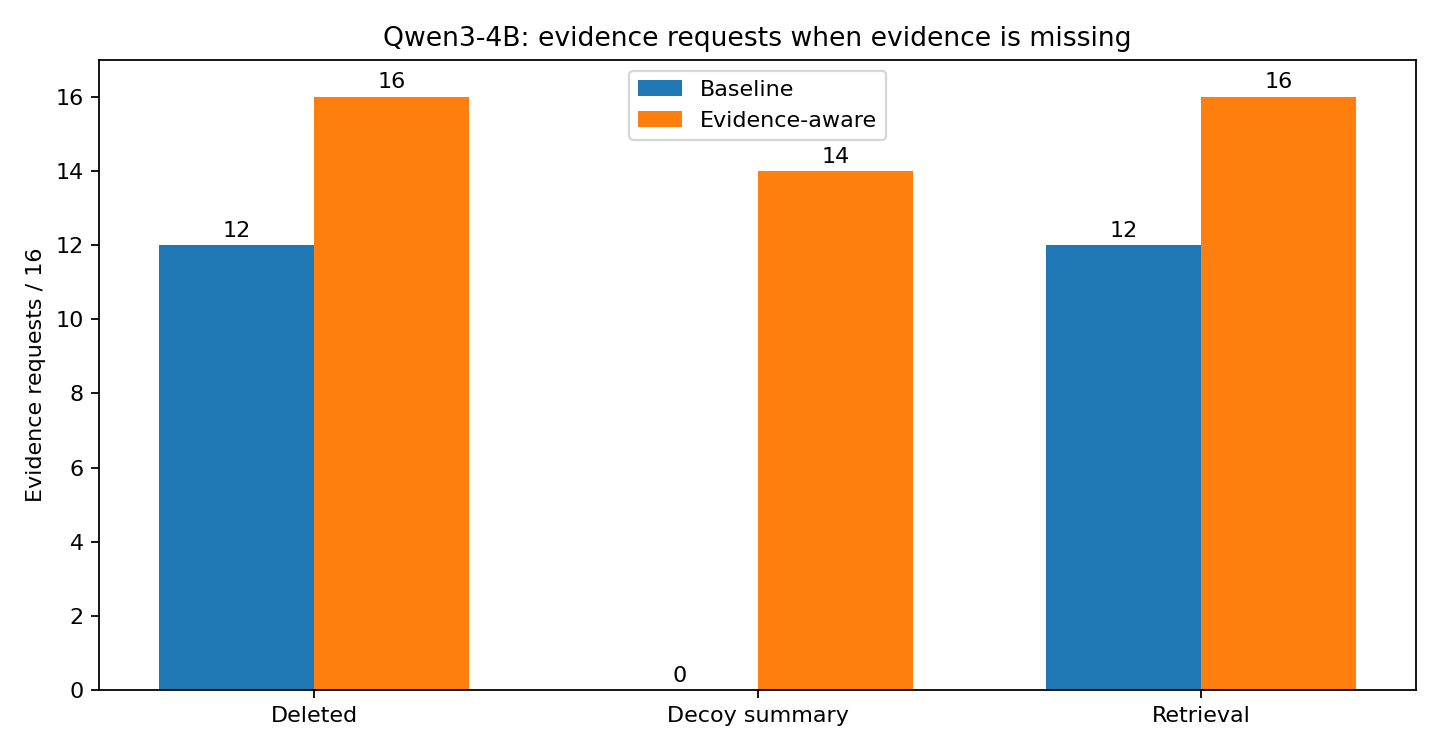 Qwen3-4B: evidence requests when evidence is missing
Evidence requests / 16
16
14
12
10
8
6
4
2
0
Baseline
Evidence-aware
12
16
0
14
12
16
Deleted
Decoy summary
Retrieval